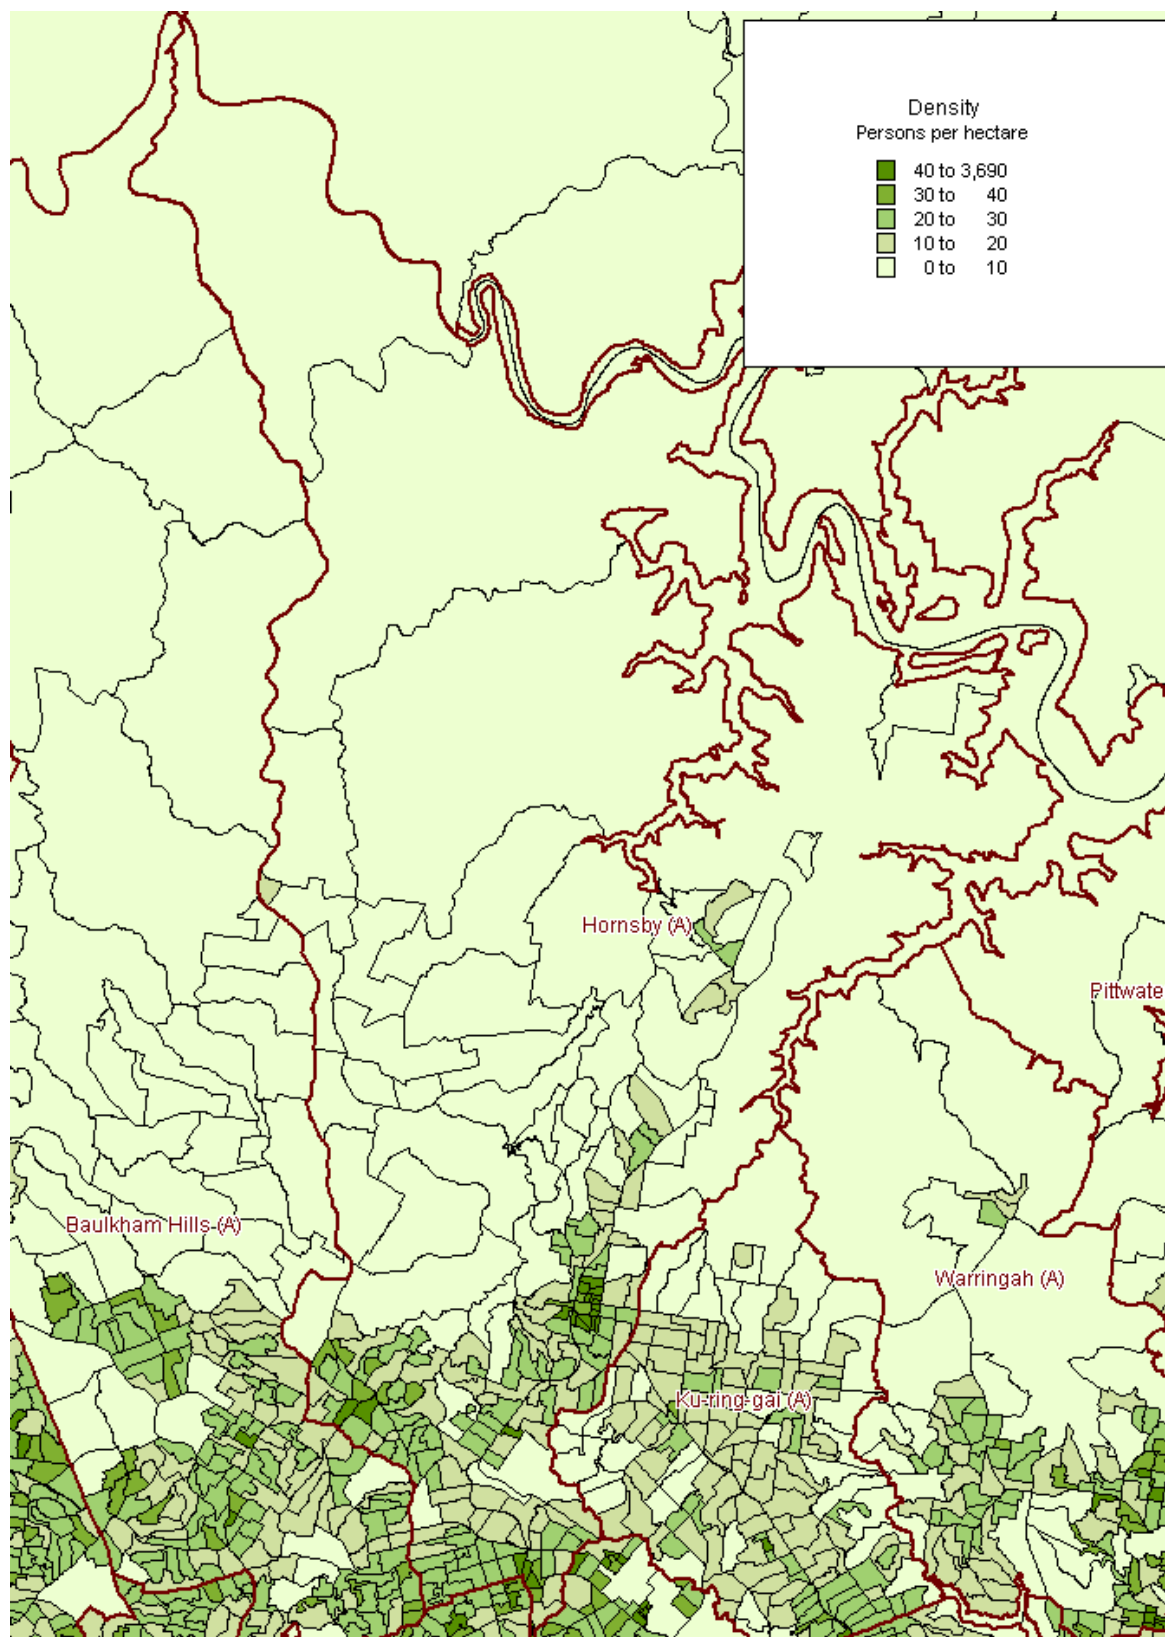 Density
Persons per hectare
40 to 3,690
30 to 40
20 to 30
10 to 20
0 to 10
Hornsby (A)
Pittwate
Baulkham Hills (A)
Warringah (A)
Ku-ring-gai (A)